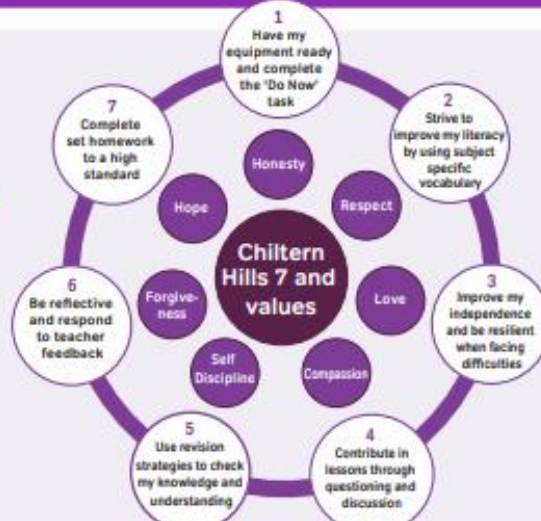 1
Have my
equipment ready
and complete
the 'Do Now'
task
2
Strive to
improve my literacy
by using subject
specific
vocabulary
3
Improve my
independence
and be resilient
when facing
difficulties
4
Contribute in
lessons through
questioning and
discussion
5
Use revision
strategies to check
my knowledge and
understanding
6
Be reflective
and respond
to teacher
feedback
7
Complete
set homework
to a high
standard
Honesty
Respect
Love
Compassion
Self
Discipline
Forgive-
ness
Hope
Chiltern
Hills 7 and
values